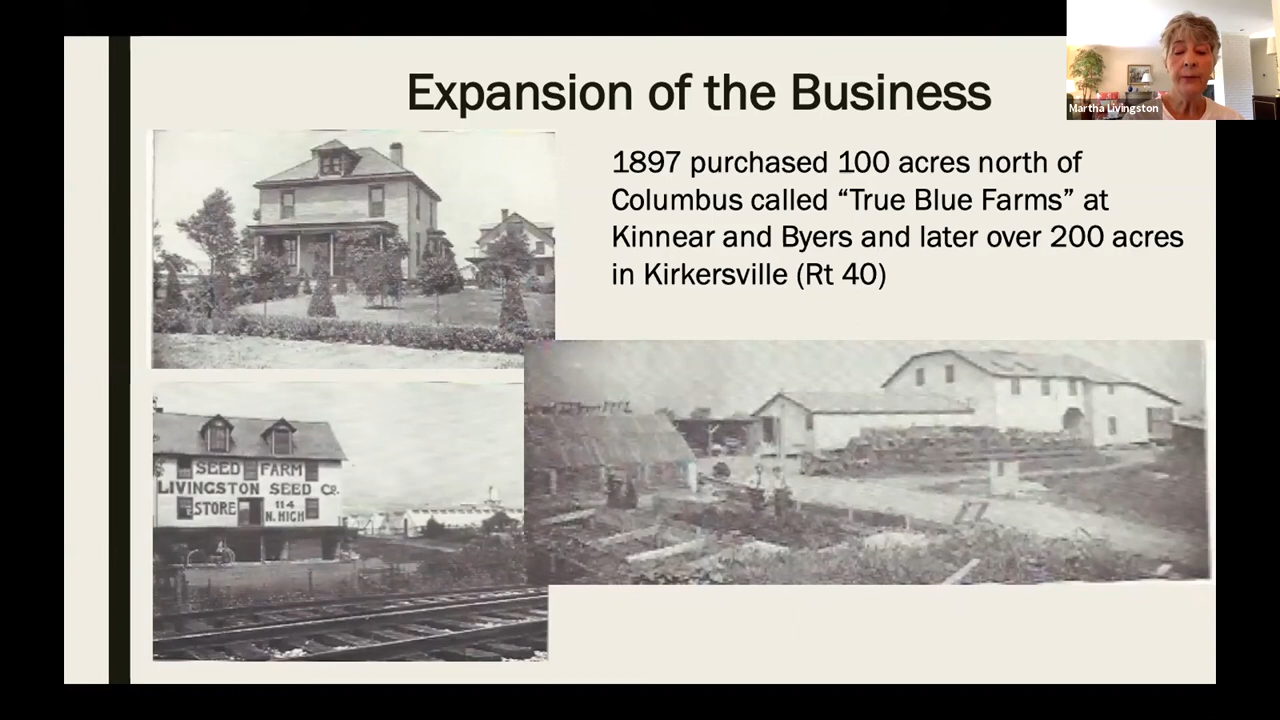 Expansion of the Business
Martha Livingston
1897 purchased 100 acres north of
Columbus called “True Blue Farms” at
Kinnear and Byers and later over 200 acres
in Kirkersville (Rt 40)
SEED FARM
LIVINGSTON SEED Co.
STORE 114
N. HIGH